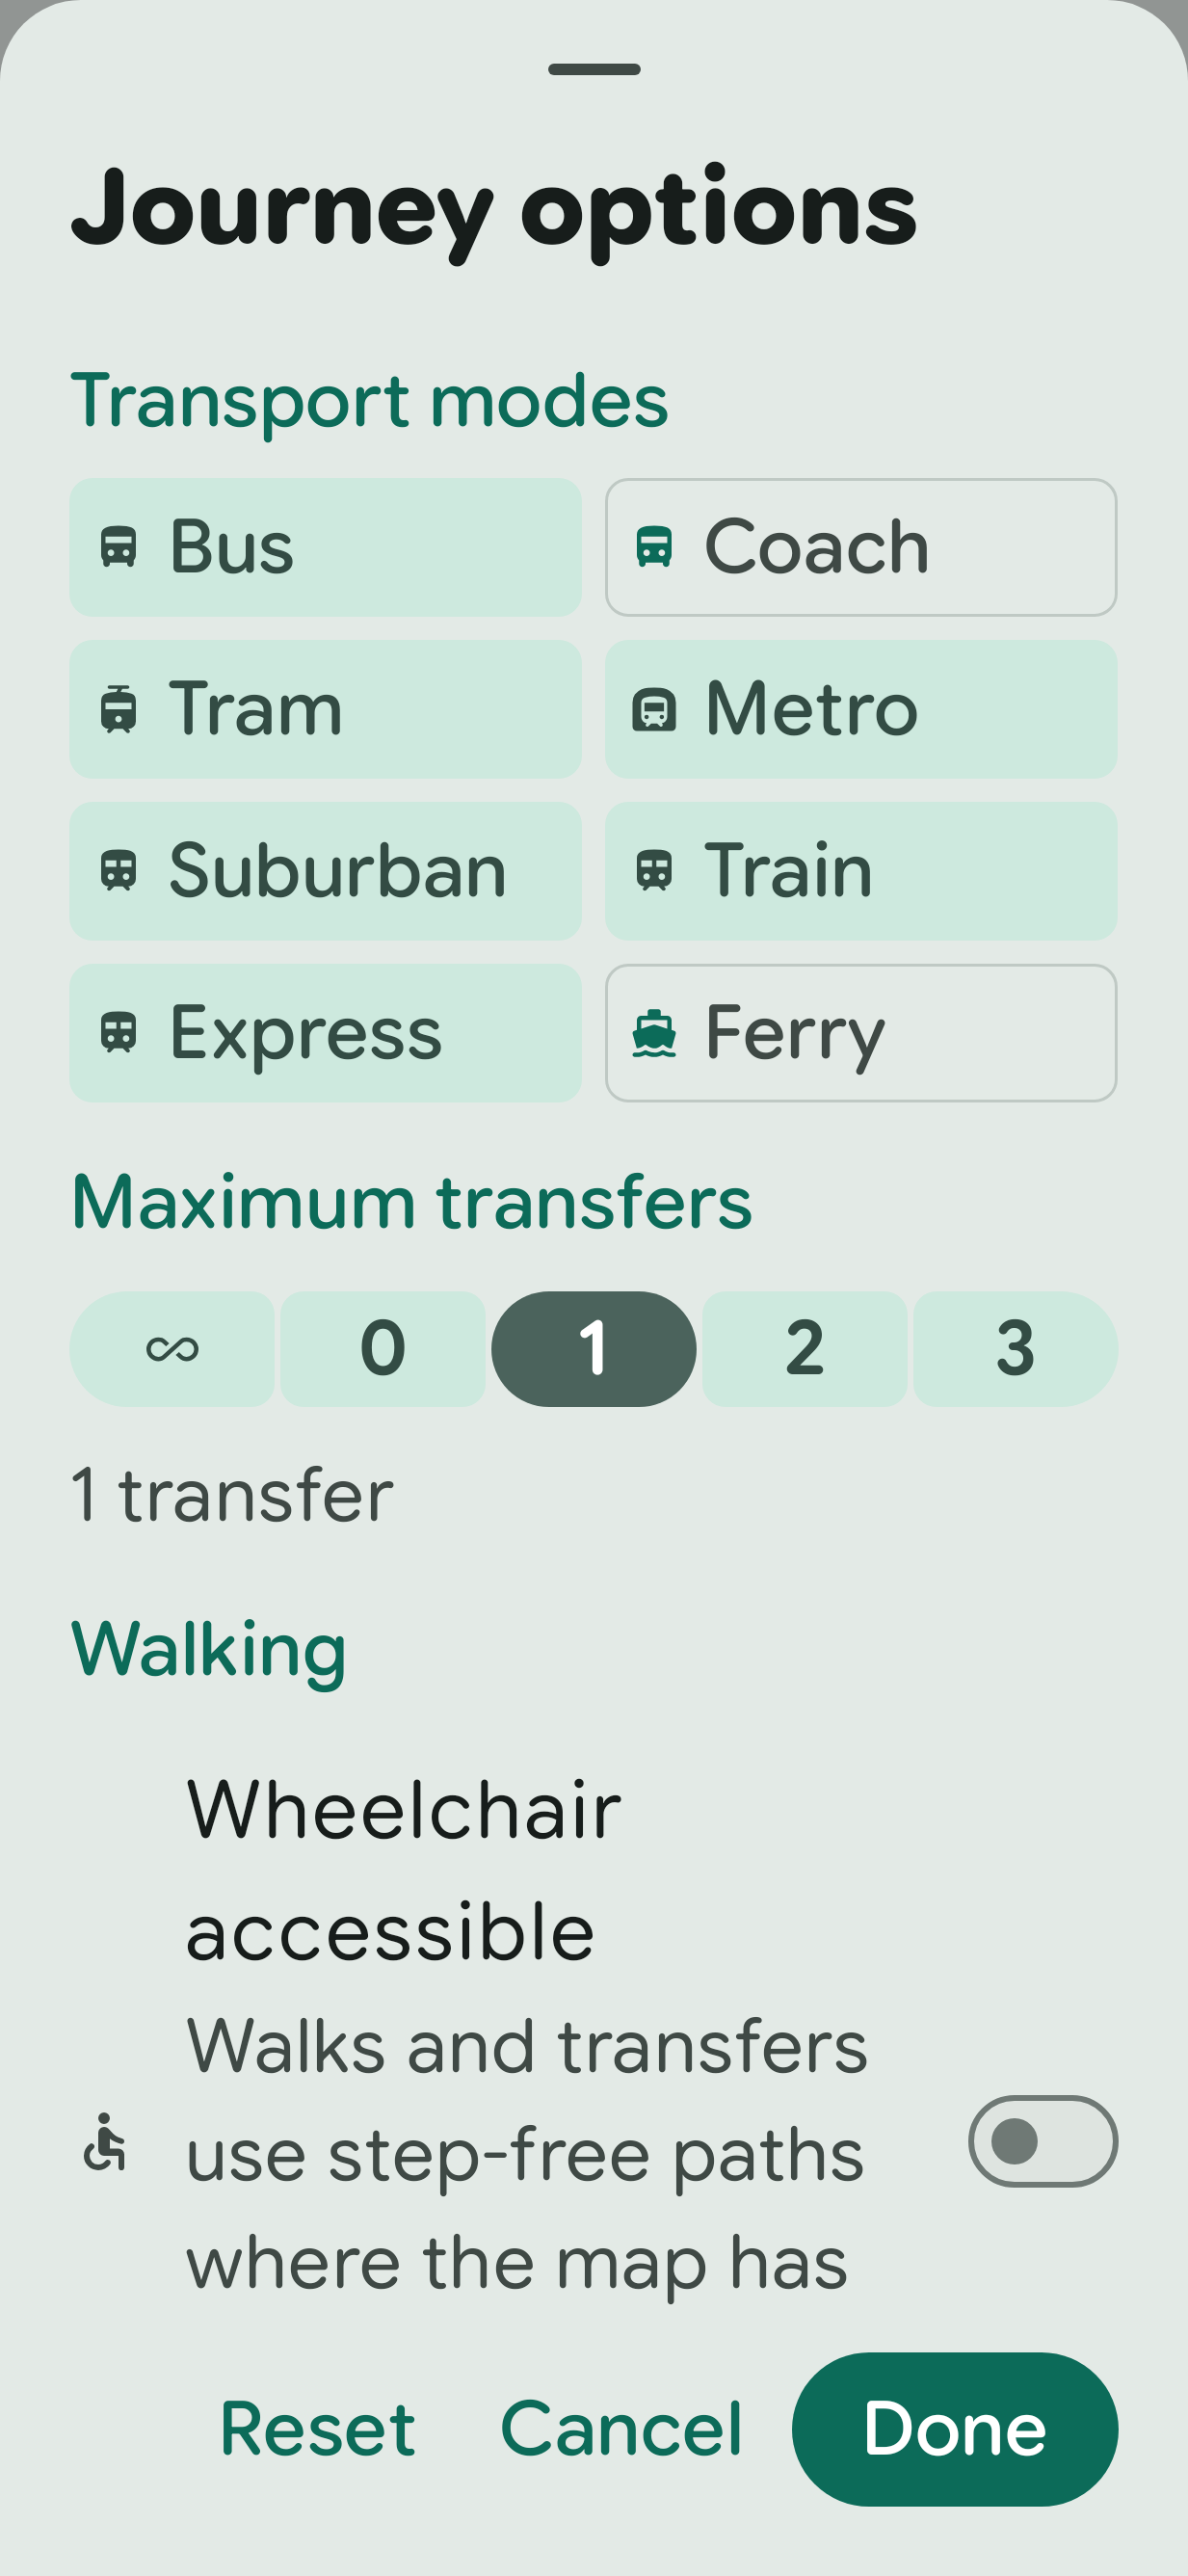 Journey options
Transport modes
Bus
Coach
Tram
Metro
Suburban
Train
Express
Ferry
Maximum transfers
∞ 0 1 2 3
1 transfer
Walking
Wheelchair
accessible
Walks and transfers
use step-free paths
where the map has
Reset Cancel Done